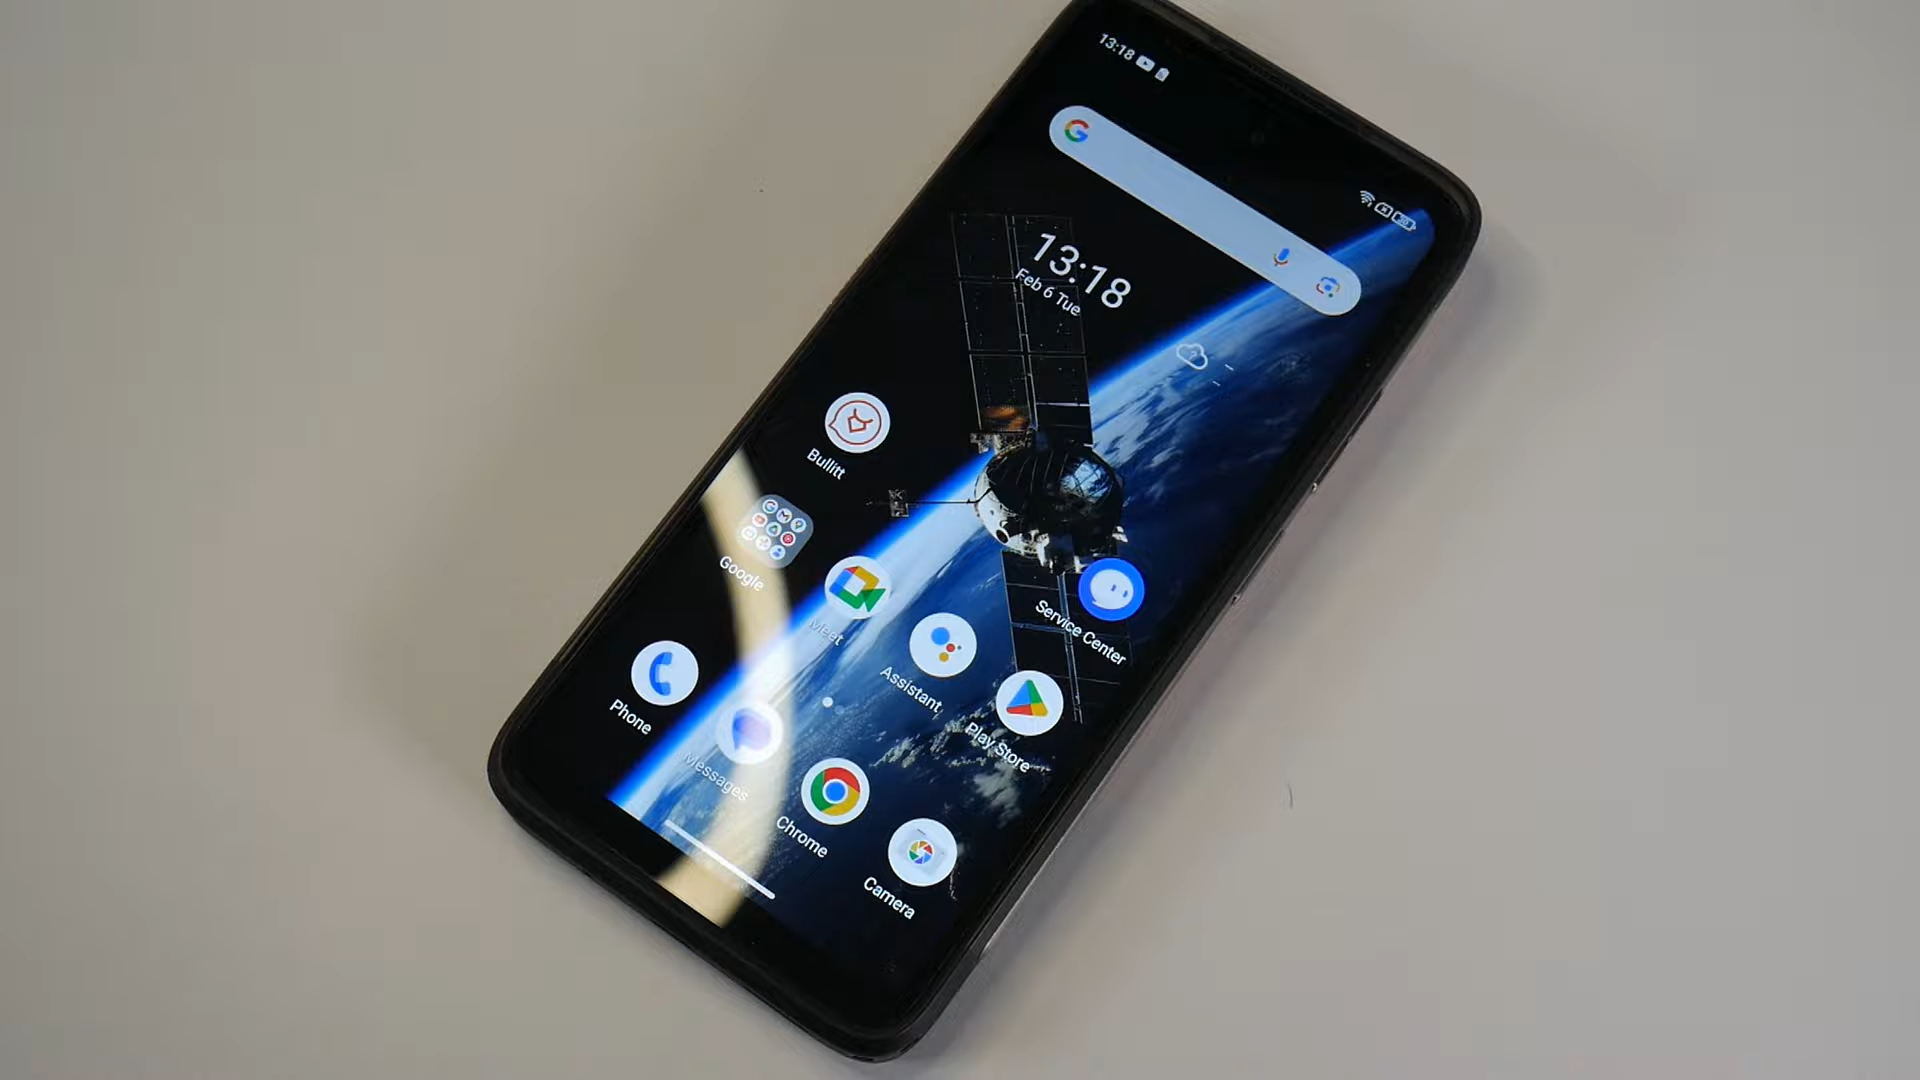 13:18
G
13:18
Feb 6 Tue
Bullitt
Google
Meet
Assistant
Service Center
Play Store
Phone
Messages
Chrome
Camera